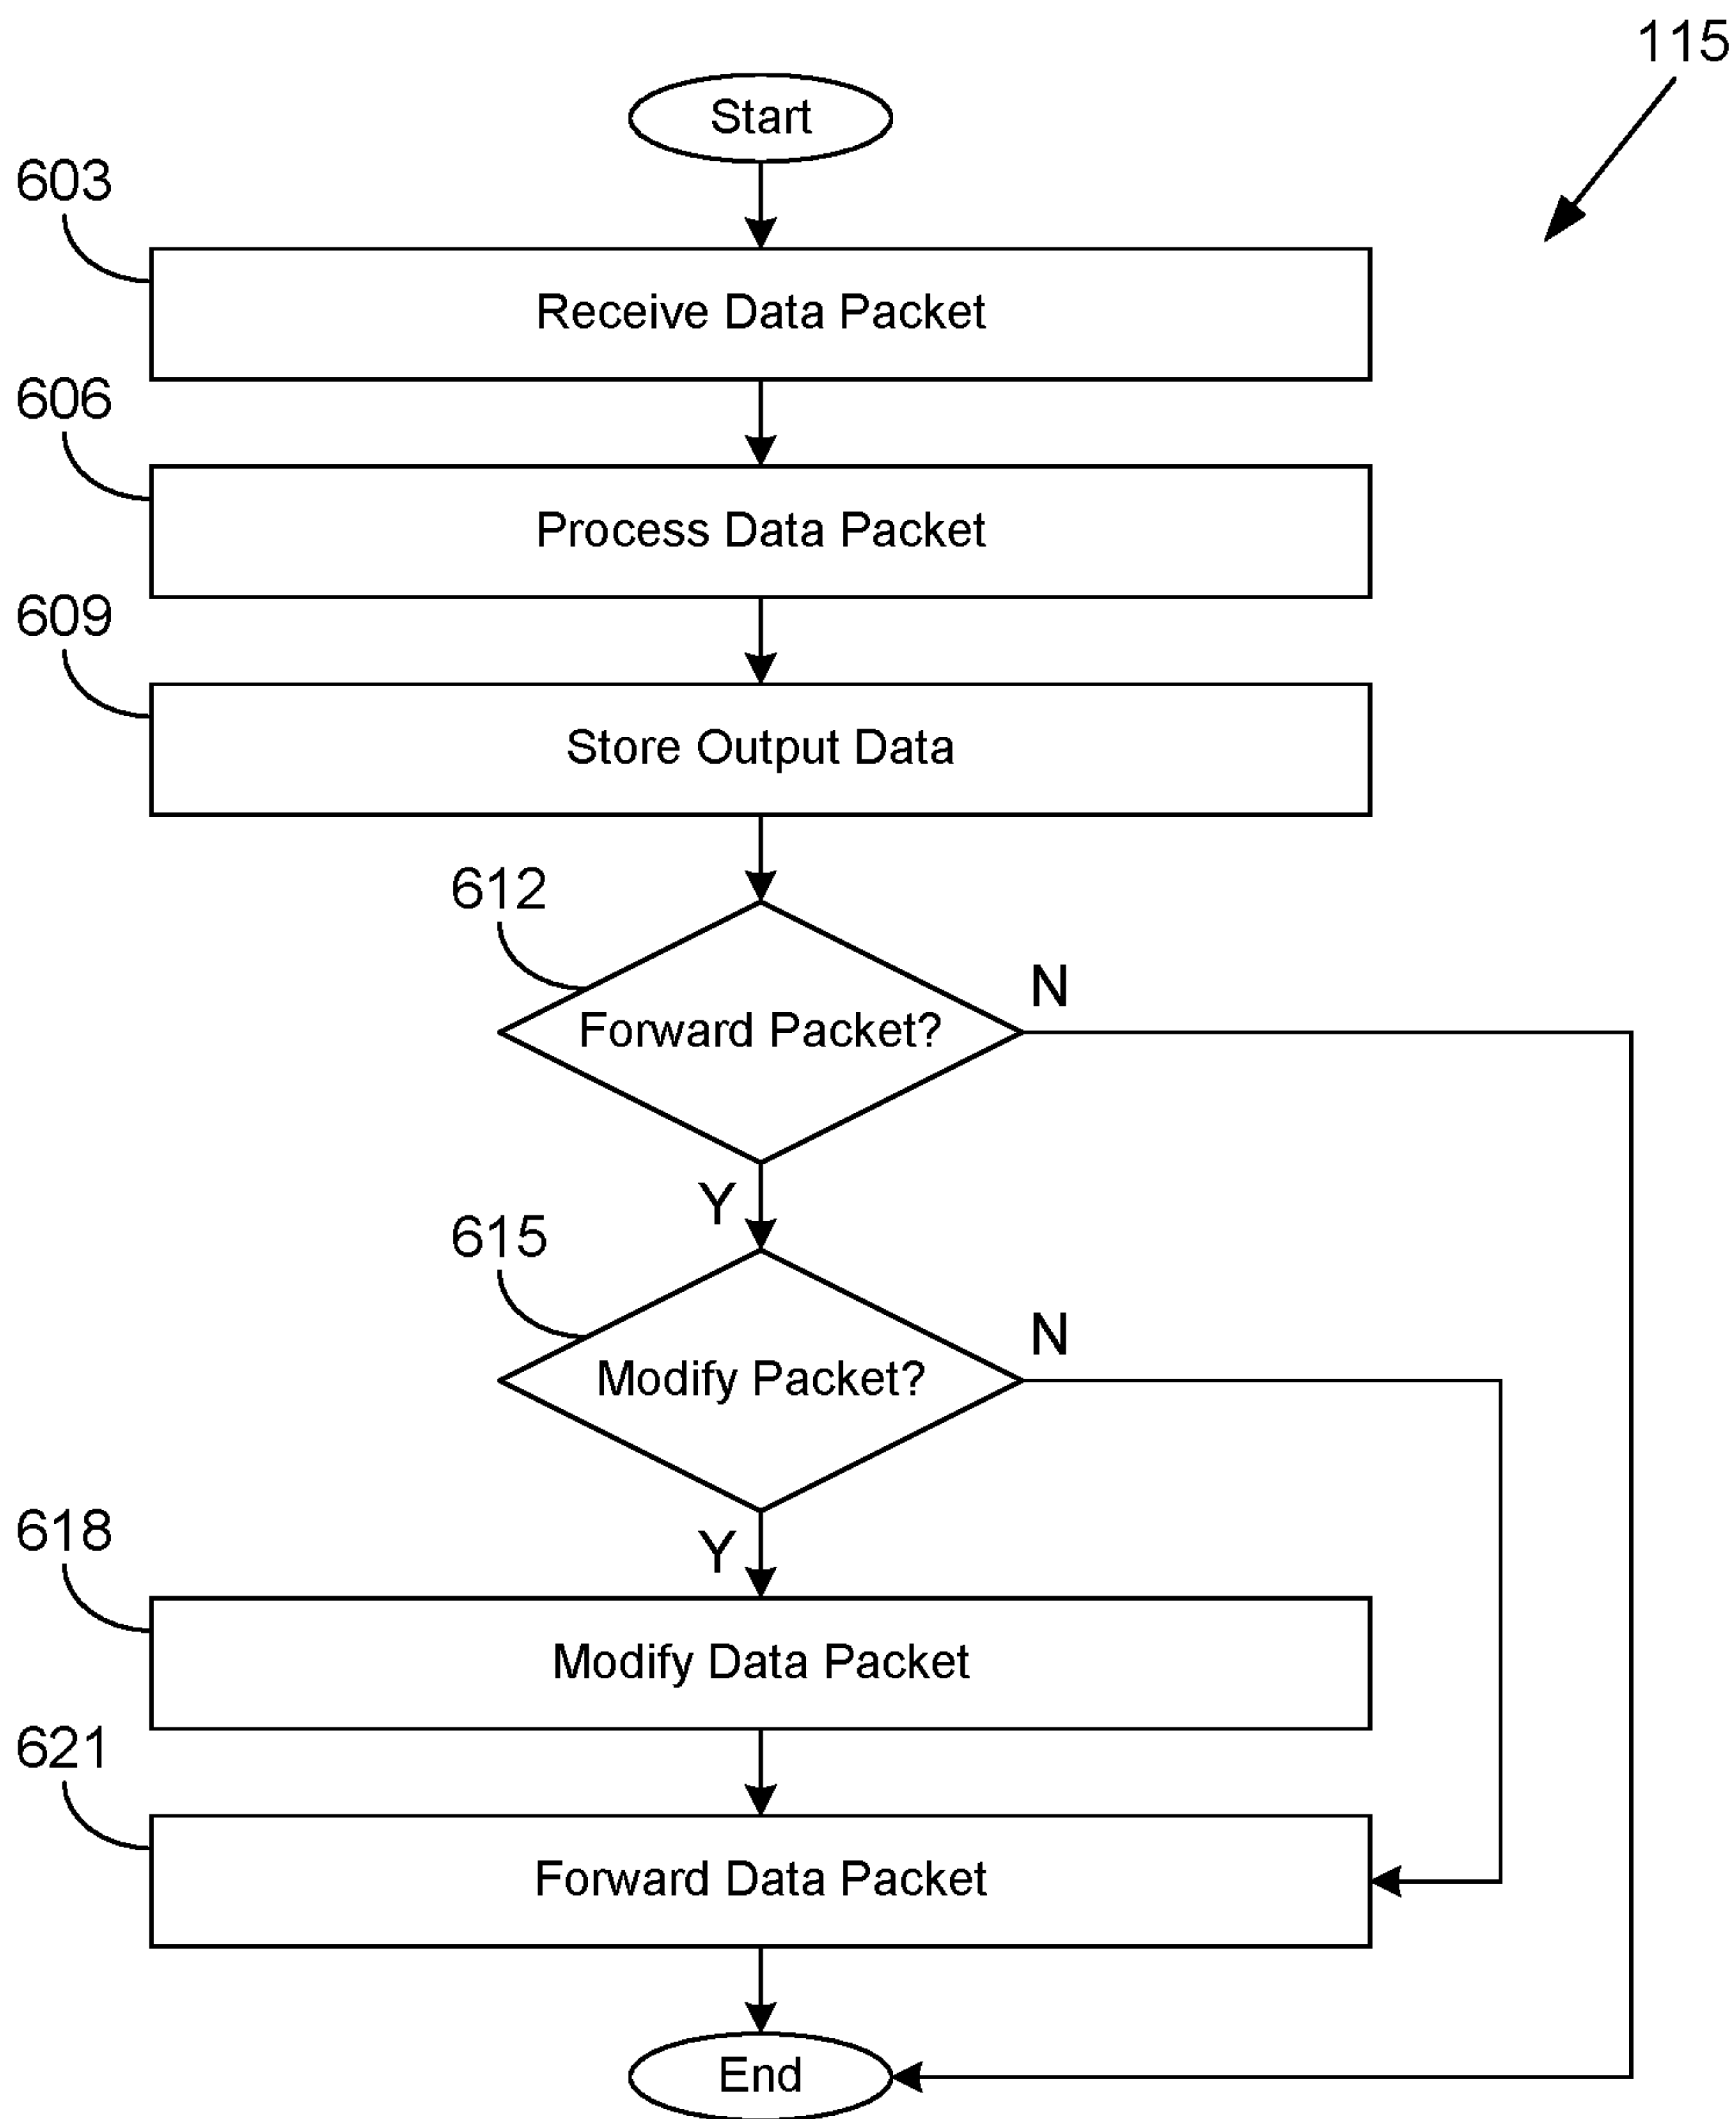 115
Start
603
Receive Data Packet
606
Process Data Packet
609
Store Output Data
612
Forward Packet?
N
Y
615
Modify Packet?
N
Y
618
Modify Data Packet
621
Forward Data Packet
End